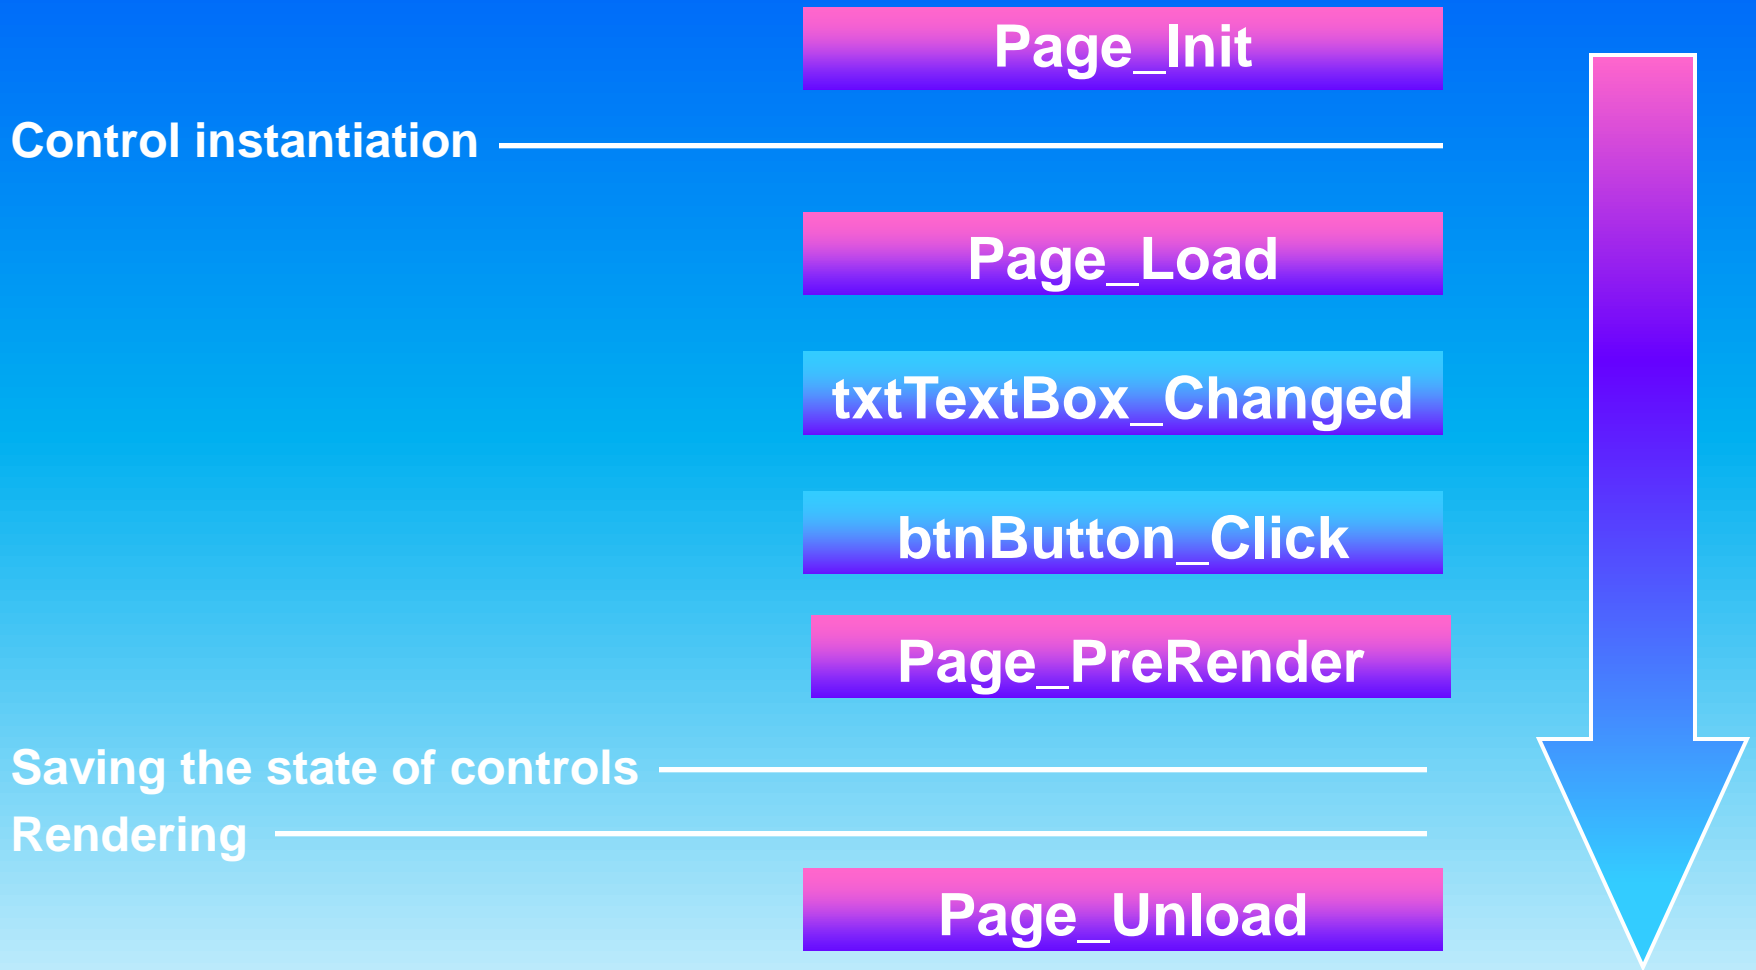 Page_Init
Control instantiation
Page_Load
txtTextBox_Changed
btnButton_Click
Page_PreRender
Saving the state of controls
Rendering
Page_Unload